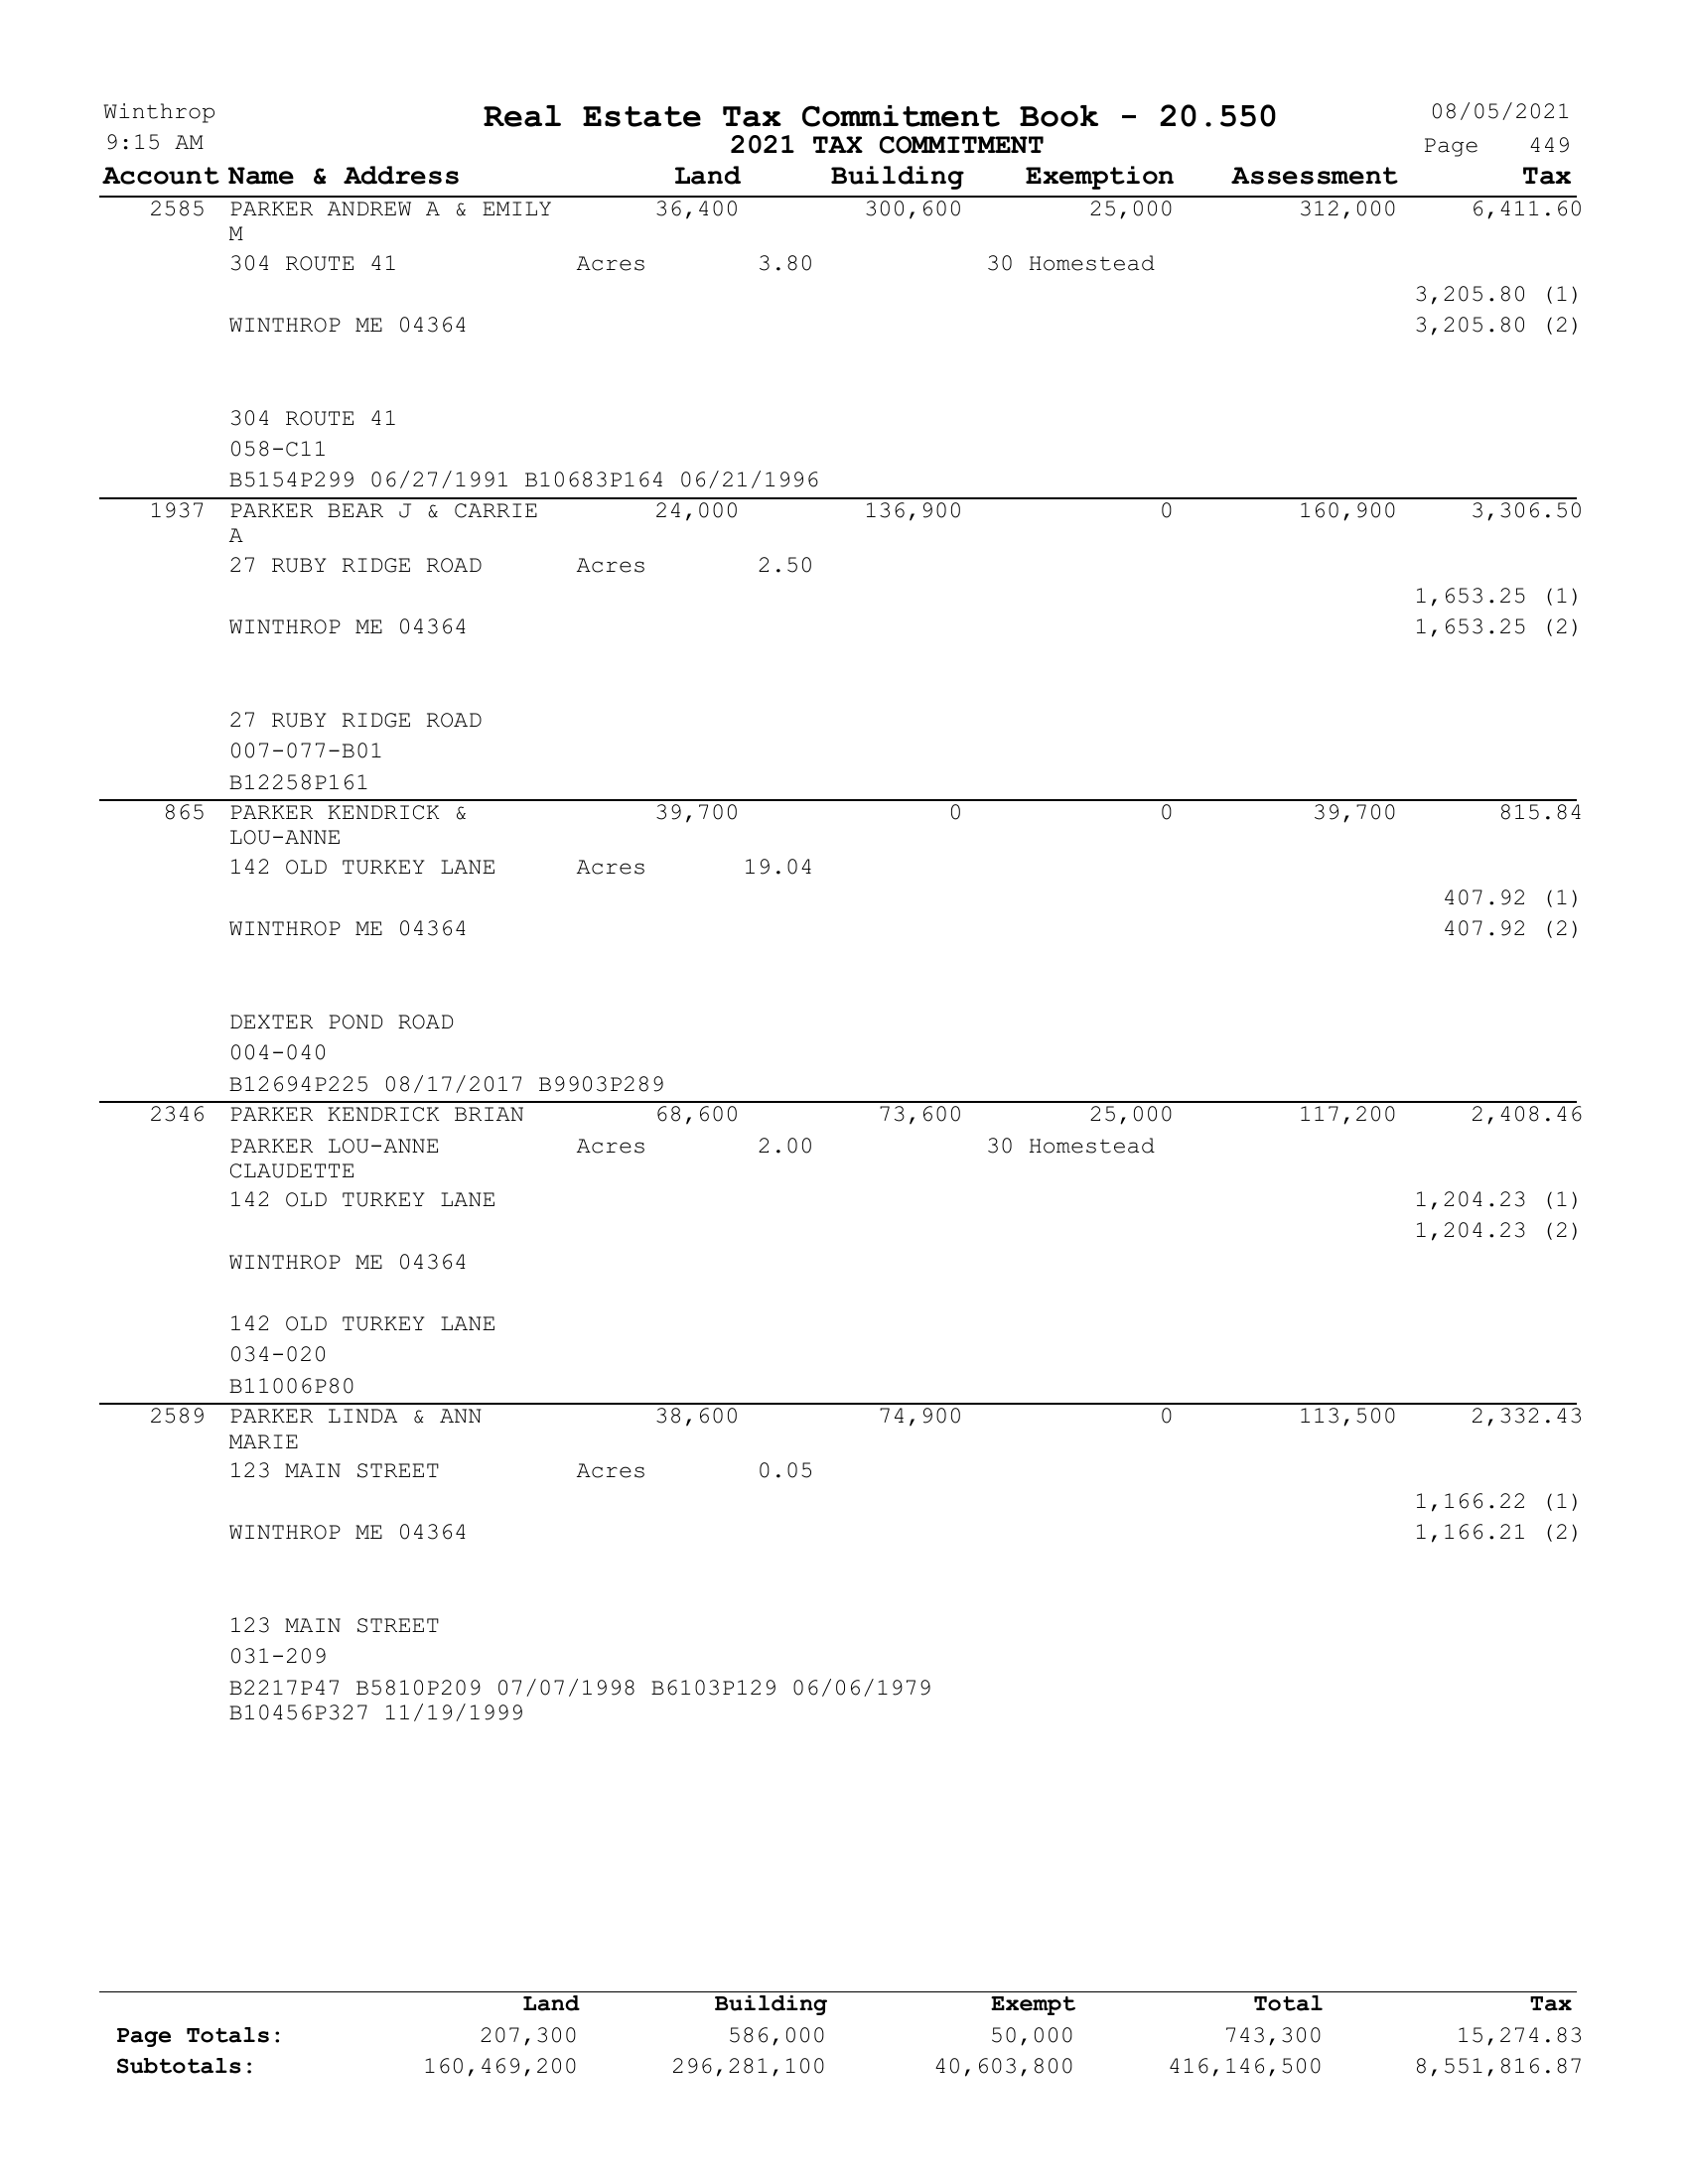 Winthrop Real Estate Tax Commitment Book - 20.550 08/05/2021
9:15 AM 2021 TAX COMMITMENT Page 449
Account Name & Address Land Building Exemption Assessment Tax
2585 PARKER ANDREW A & EMILY 36,400 300,600 25,000 312,000 6,411.60
M
304 ROUTE 41 Acres 3.80 30 Homestead
3,205.80 (1)
WINTHROP ME 04364 3,205.80 (2)
304 ROUTE 41
058-C11
B5154P299 06/27/1991 B10683P164 06/21/1996
1937 PARKER BEAR J & CARRIE 24,000 136,900 0 160,900 3,306.50
A
27 RUBY RIDGE ROAD Acres 2.50
1,653.25 (1)
WINTHROP ME 04364 1,653.25 (2)
27 RUBY RIDGE ROAD
007-077-B01
B12258P161
865 PARKER KENDRICK & 39,700 0 0 39,700 815.84
LOU-ANNE
142 OLD TURKEY LANE Acres 19.04
407.92 (1)
WINTHROP ME 04364 407.92 (2)
DEXTER POND ROAD
004-040
B12694P225 08/17/2017 B9903P289
2346 PARKER KENDRICK BRIAN 68,600 73,600 25,000 117,200 2,408.46
PARKER LOU-ANNE Acres 2.00 30 Homestead
CLAUDETTE
142 OLD TURKEY LANE 1,204.23 (1)
1,204.23 (2)
WINTHROP ME 04364
142 OLD TURKEY LANE
034-020
B11006P80
2589 PARKER LINDA & ANN 38,600 74,900 0 113,500 2,332.43
MARIE
123 MAIN STREET Acres 0.05
1,166.22 (1)
WINTHROP ME 04364 1,166.21 (2)
123 MAIN STREET
031-209
B2217P47 B5810P209 07/07/1998 B6103P129 06/06/1979
B10456P327 11/19/1999
Land Building Exempt Total Tax
Page Totals: 207,300 586,000 50,000 743,300 15,274.83
Subtotals: 160,469,200 296,281,100 40,603,800 416,146,500 8,551,816.87